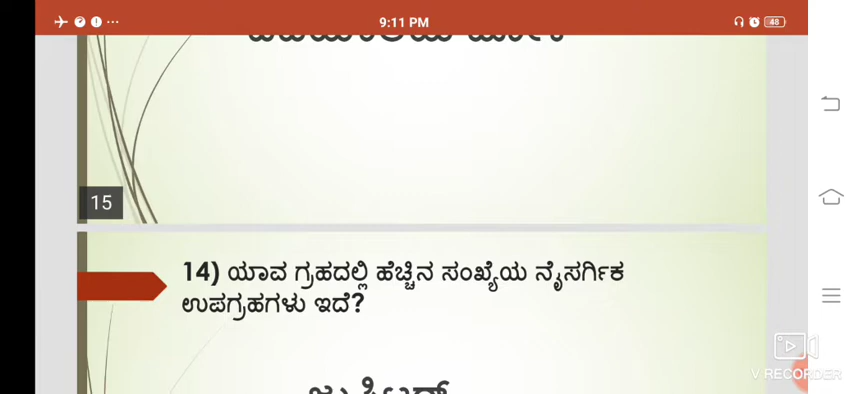 9:11 PM
48
15
14) ಯಾವ ಗ್ರಹದಲ್ಲಿ ಹೆಚ್ಚಿನ ಸಂಖ್ಯೆಯ ನೈಸರ್ಗಿಕ
ಉಪಗ್ರಹಗಳು ಇದೆ?
V RECORDER